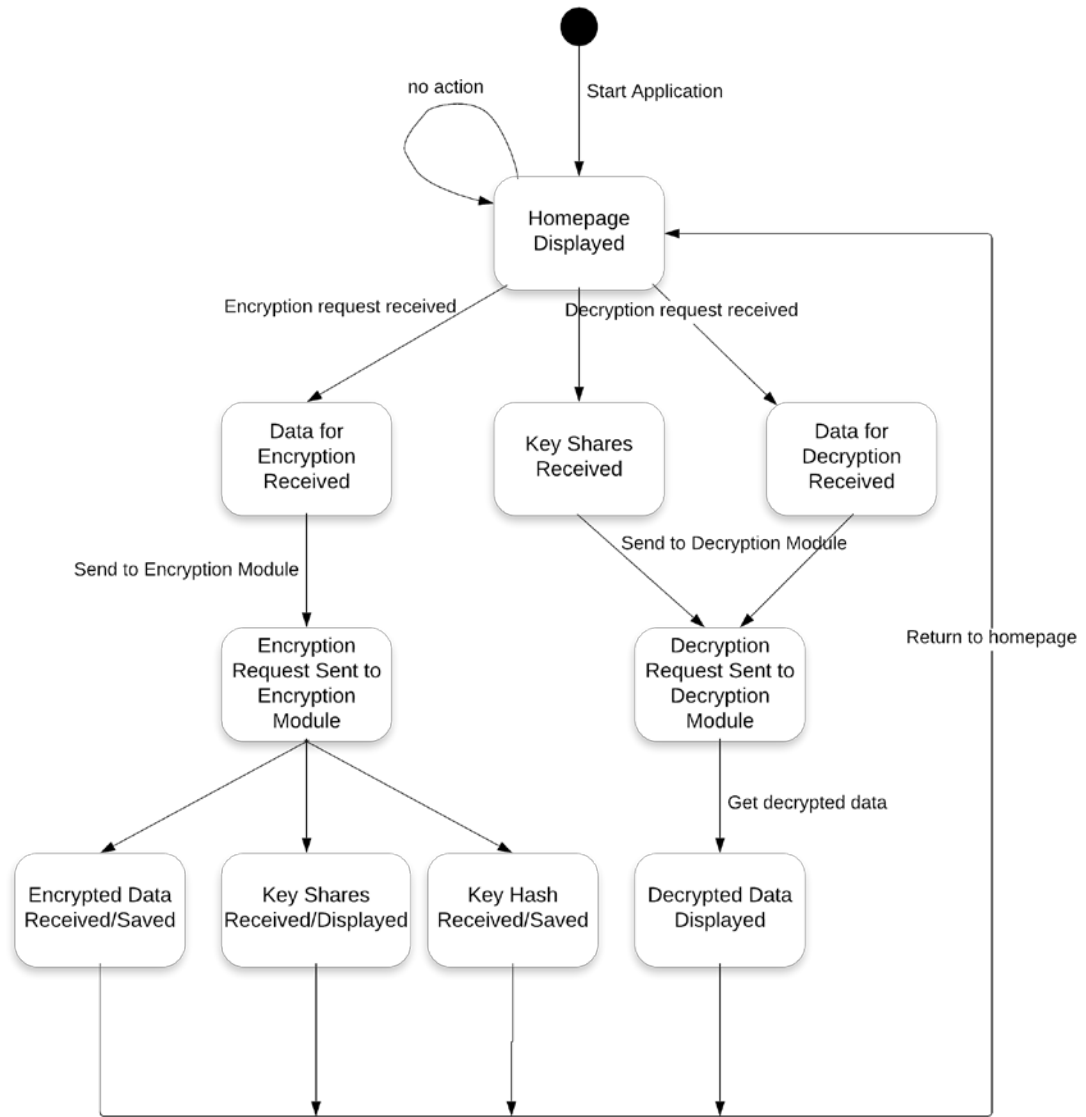 no action
Start Application
Homepage
Displayed
Encryption request received
Decryption request received
Data for
Encryption
Received
Key Shares
Received
Data for
Decryption
Received
Send to Encryption Module
Send to Decryption Module
Encryption
Request Sent to
Encryption
Module
Decryption
Request Sent to
Decryption
Module
Return to homepage
Get decrypted data
Encrypted Data
Received/Saved
Key Shares
Received/Displayed
Key Hash
Received/Saved
Decrypted Data
Displayed